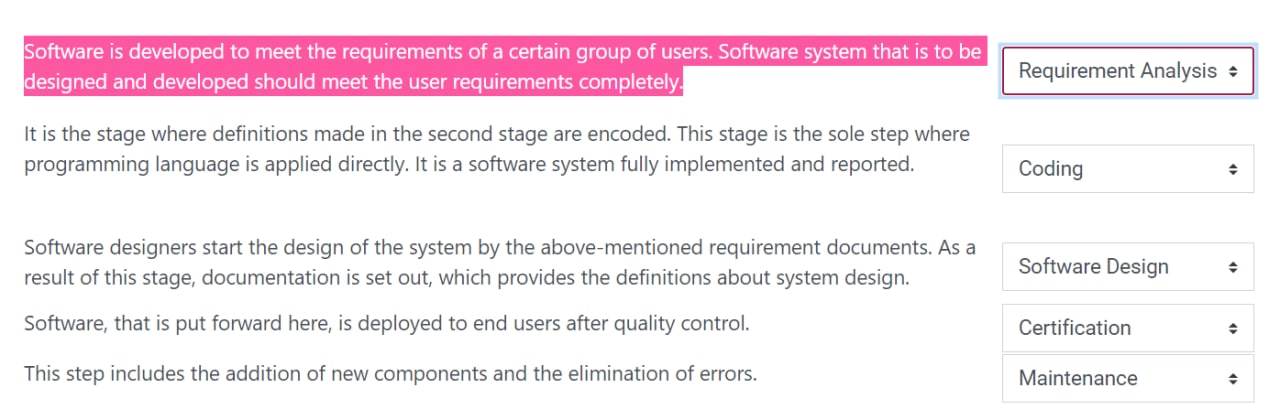 Software is developed to meet the requirements of a certain group of users. Software system that is to be
designed and developed should meet the user requirements completely.
Requirement Analysis
It is the stage where definitions made in the second stage are encoded. This stage is the sole step where
programming language is applied directly. It is a software system fully implemented and reported.
Coding
Software designers start the design of the system by the above-mentioned requirement documents. As a
result of this stage, documentation is set out, which provides the definitions about system design.
Software Design
Software, that is put forward here, is deployed to end users after quality control.
Certification
This step includes the addition of new components and the elimination of errors.
Maintenance